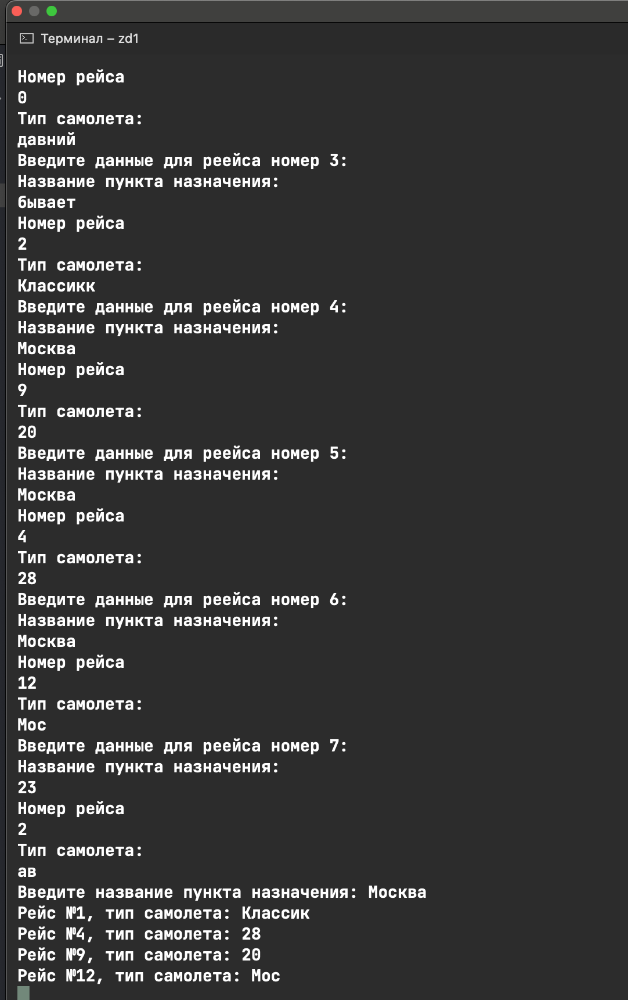 Терминал – zd1
Номер рейса
0
Тип самолета:
давний
Введите данные для реейса номер 3:
Название пункта назначения:
бывает
Номер рейса
2
Тип самолета:
Классикк
Введите данные для реейса номер 4:
Название пункта назначения:
Москва
Номер рейса
9
Тип самолета:
20
Введите данные для реейса номер 5:
Название пункта назначения:
Москва
Номер рейса
4
Тип самолета:
28
Введите данные для реейса номер 6:
Название пункта назначения:
Москва
Номер рейса
12
Тип самолета:
Мос
Введите данные для реейса номер 7:
Название пункта назначения:
23
Номер рейса
2
Тип самолета:
ав
Введите название пункта назначения: Москва
Рейс №1, тип самолета: Классик
Рейс №4, тип самолета: 28
Рейс №9, тип самолета: 20
Рейс №12, тип самолета: Мос